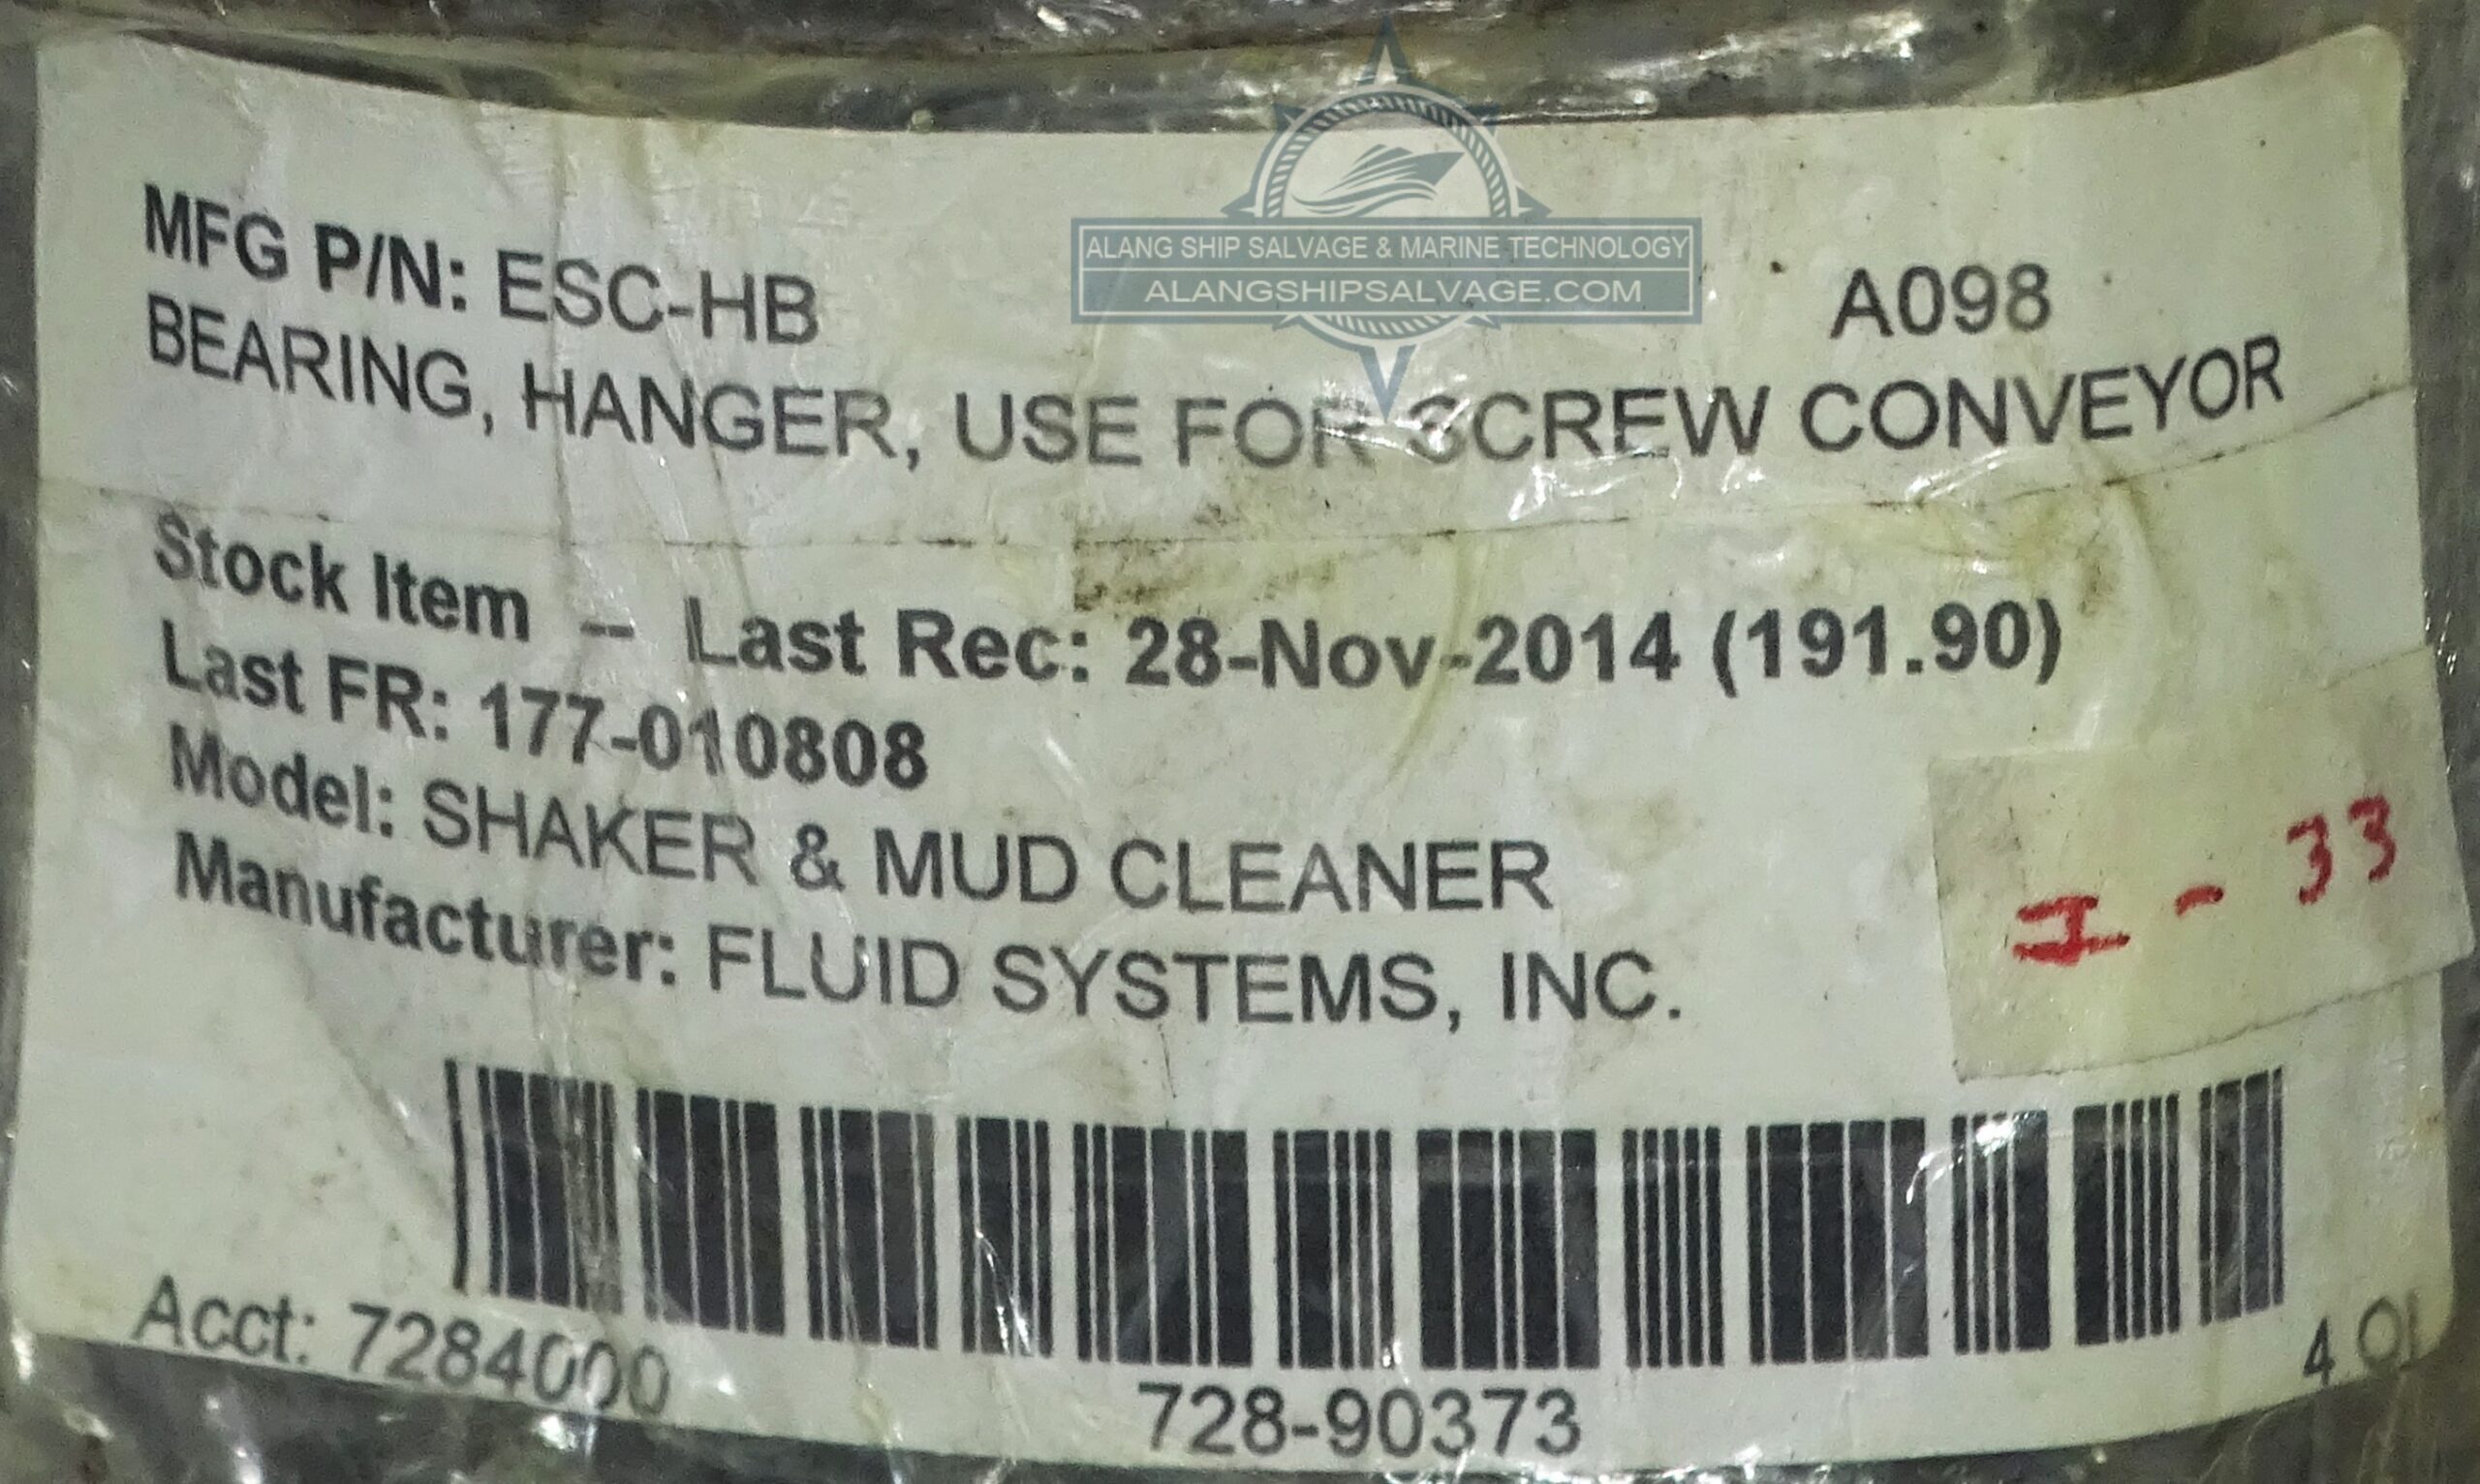 ALANG SHIP SALVAGE & MARINE TECHNOLOGY
ALANGSHIPSALVAGE.COM
MFG P/N: ESC-HB A098
BEARING, HANGER, USE FOR SCREW CONVEYOR
Stock Item -- Last Rec: 28-Nov-2014 (191.90)
Last FR: 177-010808
Model: SHAKER & MUD CLEANER
I - 33
Manufacturer: FLUID SYSTEMS, INC.
Acct: 7284000
728-90373